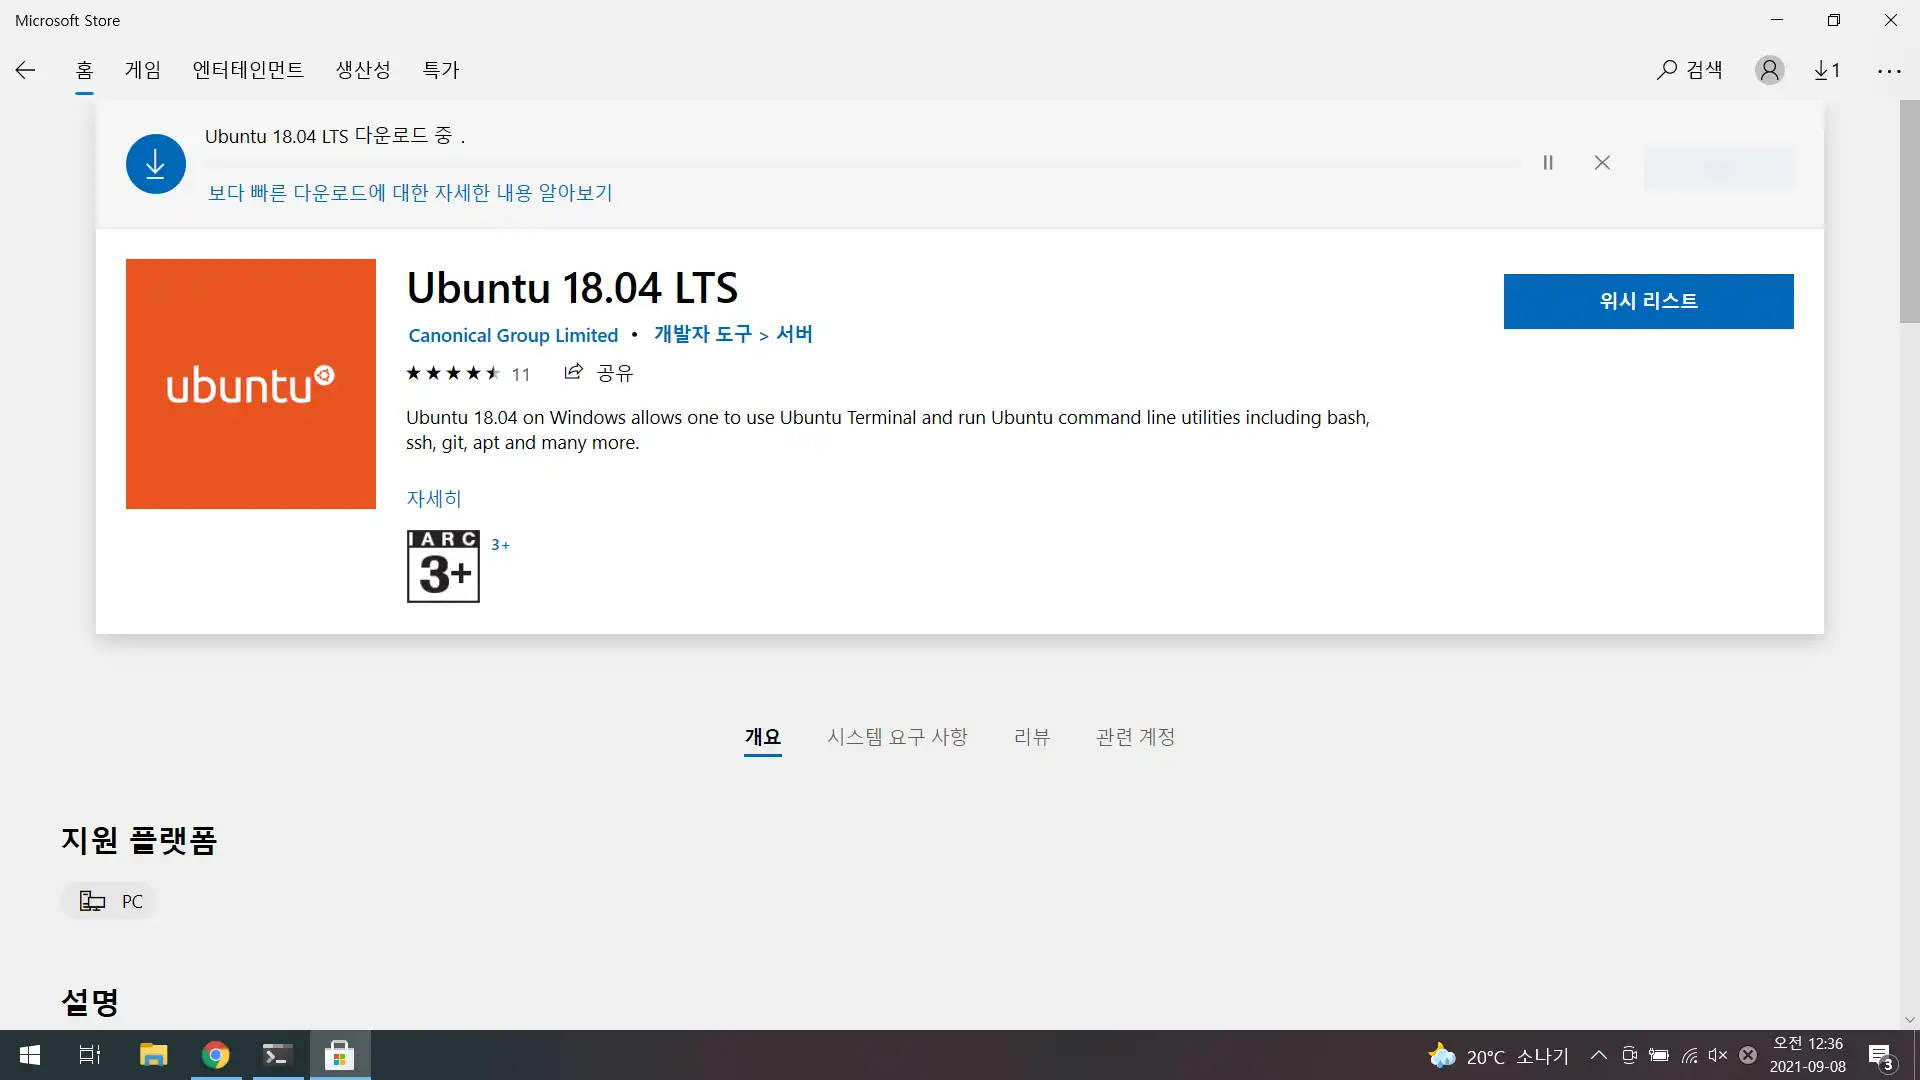 Microsoft Store
홈 게임 엔터테인먼트 생산성 특가 검색 1
Ubuntu 18.04 LTS 다운로드 중 .
보다 빠른 다운로드에 대한 자세한 내용 알아보기
ubuntu
Ubuntu 18.04 LTS
위시 리스트
Canonical Group Limited • 개발자 도구 > 서버
11 공유
Ubuntu 18.04 on Windows allows one to use Ubuntu Terminal and run Ubuntu command line utilities including bash,
ssh, git, apt and many more.
자세히
IARC
3+
3+
개요 시스템 요구 사항 리뷰 관련 계정
지원 플랫폼
PC
설명
20°C 소나기
오전 12:36
2021-09-08
3